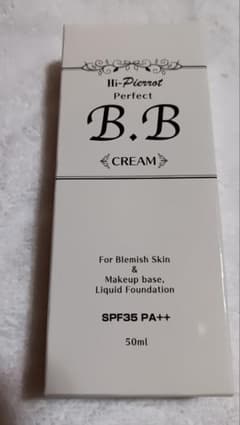 Hi-Pierrot
Perfect
B.B
CREAM
For Blemish Skin
&
Makeup base,
Liquid Foundation
SPF35 PA++
50ml